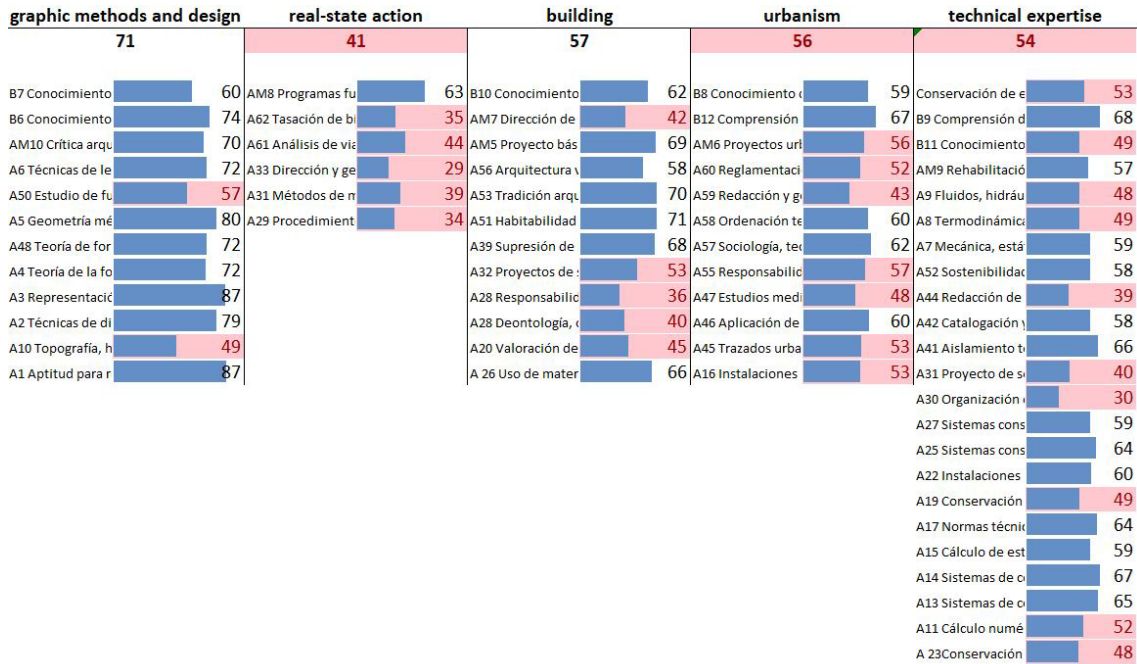 graphic methods and design real-state action building urbanism technical expertise
71 41 57 56 54
B7 Conocimiento 60 AM8 Programas fu 63 B10 Conocimiento 62 B8 Conocimiento 59 Conservación de e 53
B6 Conocimiento 74 A62 Tasación de bi 35 AM7 Dirección de 42 B12 Comprensión 67 B9 Comprensión d 68
AM10 Crítica arqu 70 A61 Análisis de via 44 AM5 Proyecto bás 69 AM6 Proyectos urb 56 B11 Conocimiento 49
A6 Técnicas de le 72 A33 Dirección y ge 29 A56 Arquitectura v 58 A60 Reglamentaci 52 AM9 Rehabilitació 57
A50 Estudio de fu 57 A31 Métodos de m 39 A53 Tradición arqu 70 A59 Redacción y ge 43 A9 Fluidos, hidráu 48
A5 Geometría mé 80 A29 Procedimient 34 A51 Habitabilidad 71 A58 Ordenación te 60 A8 Termodinámica 49
A48 Teoría de for 72 A39 Supresión de 68 A57 Sociología, teo 62 A7 Mecánica, está 59
A4 Teoría de la fo 72 A32 Proyectos de s 53 A55 Responsabilid 57 A52 Sostenibilidad 58
A3 Representació 87 A28 Responsabilid 36 A47 Estudios medi 48 A44 Redacción de 39
A2 Técnicas de di 79 A28 Deontología, 40 A46 Aplicación de 60 A42 Catalogación y 58
A10 Topografía, h 49 A20 Valoración de 45 A45 Trazados urba 53 A41 Aislamiento t 66
A1 Aptitud para r 87 A 26 Uso de mater 66 A16 Instalaciones 53 A31 Proyecto de s 40
A30 Organización 30
A27 Sistemas cons 59
A25 Sistemas cons 64
A22 Instalaciones 60
A19 Conservación 49
A17 Normas técnic 64
A15 Cálculo de est 59
A14 Sistemas de c 67
A13 Sistemas de c 65
A11 Cálculo numé 52
A 23Conservación 48